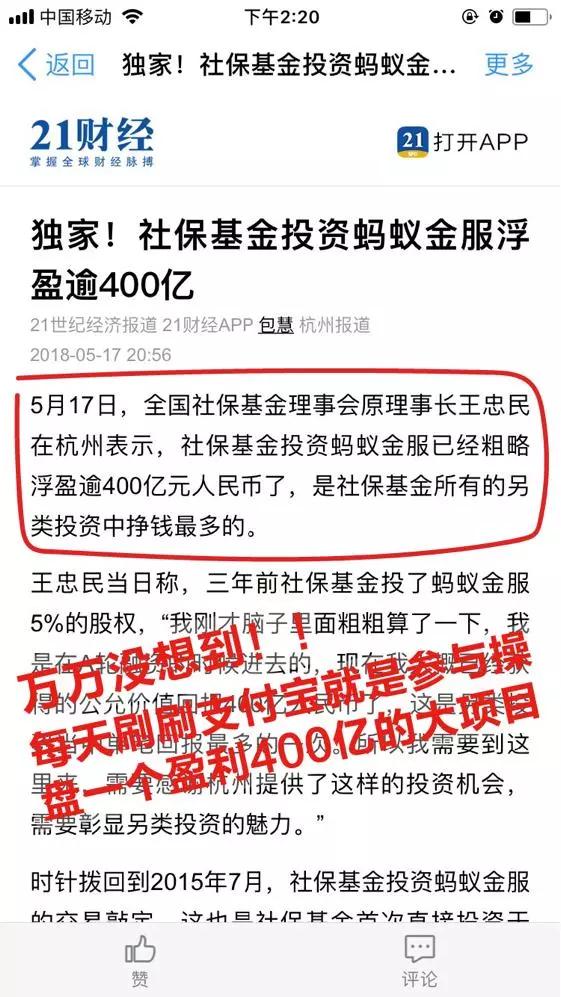 中国移动
下午2:20
返回
独家！社保基金投资蚂蚁金...
更多
21财经
掌握全球财经脉搏
21
打开APP
独家！社保基金投资蚂蚁金服浮
盈逾400亿
21世纪经济报道 21财经APP 包慧 杭州报道
2018-05-17 20:56
5月17日，全国社保基金理事会原理事长王忠民
在杭州表示，社保基金投资蚂蚁金服已经粗略
浮盈逾400亿元人民币了，是社保基金所有的另
类投资中挣钱最多的。
王忠民当日称，三年前社保基金投了蚂蚁金服
5%的股权，“我刚才脑子里面粗粗算了一下，我
是在A轮
进去的，现在我
得的公允价值
400亿
民币了，这是
回报最多的一次。所以我需要到这
里来，需要感谢杭州提供了这样的投资机会，
需要彰显另类投资的魅力。”
万万没想到！！
每天刷刷支付宝就是参与操
盘一个盈利400亿的大项目
时针拨回到2015年7月，社保基金投资蚂蚁金服
的交易敲定，这也是社保基金首次直接投资于
赞
评论